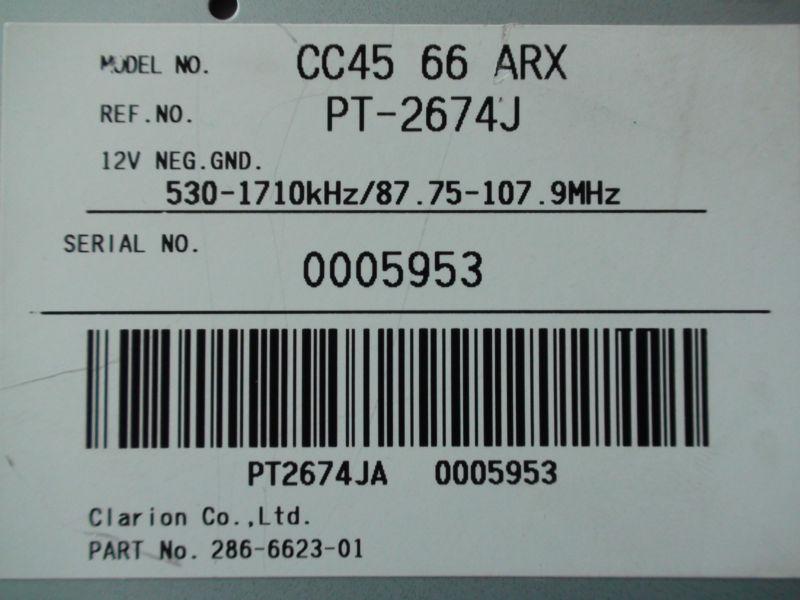 MODEL NO. CC45 66 ARX
REF.NO. PT-2674J
12V NEG.GND.
530-1710kHz/87.75-107.9MHz
SERIAL NO. 0005953
PT2674JA 0005953
Clarion Co.,Ltd.
PART No. 286-6623-01